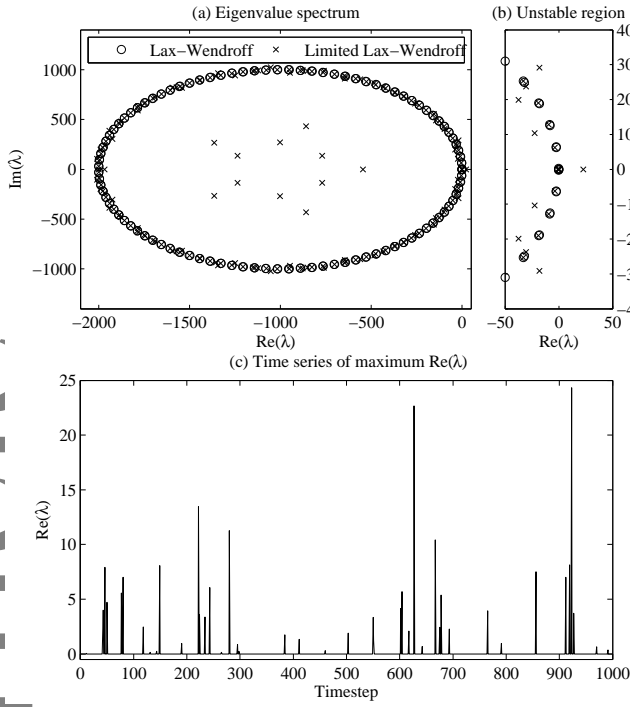 (a) Eigenvalue spectrum
(b) Unstable region
Lax−Wendroff
Limited Lax−Wendroff
1000
500
0
−500
−1000
Im(λ)
−2000 −1500 −1000 −500 0
Re(λ)
−50 0 50
Re(λ)
(c) Time series of maximum Re(λ)
25
20
15
10
5
0
Re(λ)
0 100 200 300 400 500 600 700 800 900 1000
Timestep